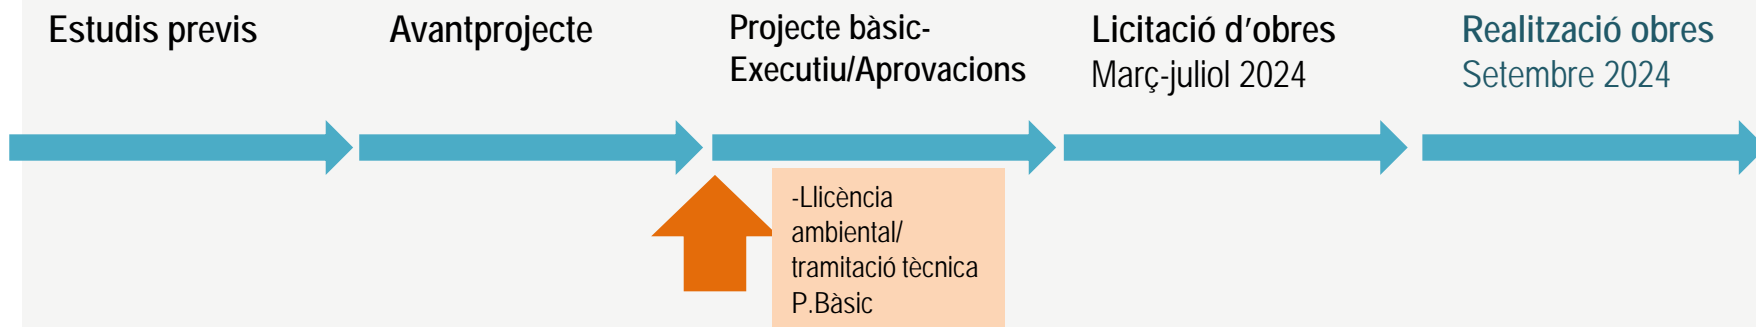 Estudis previs
Avantprojecte
Projecte bàsic-
Executiu/Aprovacions
Licitació d'obres
Març-juliol 2024
Realització obres
Setembre 2024
-Llicència
ambiental/
tramitació tècnica
P.Bàsic